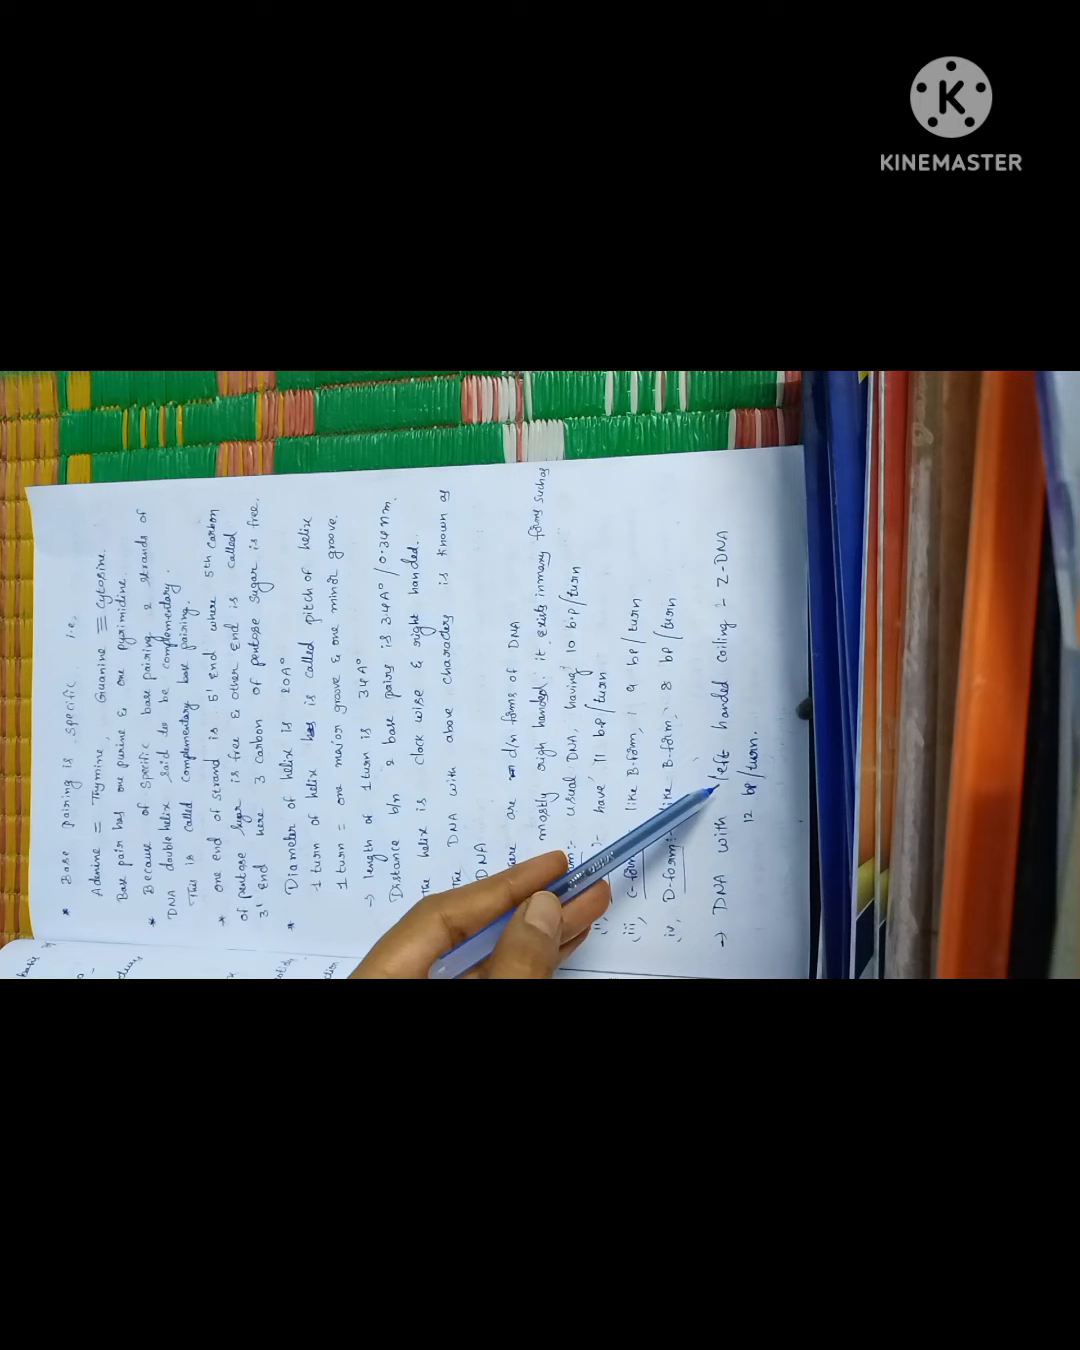 KINEMASTER
* Base pairing is specific i.e,
Adenine = Thymine, Guanine ≡ Cytosine.
Base pair has one purine & one pyrimidine.
* Because of specific base pairing 2 strands of
DNA double helix said to be complementary.
This is called complementary base pairing.
* one end of strand is 5' end where 5th carbon
of pentose sugar is free & other end is called
3' end here 3 carbon of pentose sugar is free.
* Diameter of helix is 20A°
1 turn of helix is called pitch of helix
1 turn = one major groove & one minor groove.
→ length of 1 turn is 34A°
Distance b/n 2 base pairs is 3.4A°/0.34nm.
The helix is clock wise & right handed.
The DNA with above characters is known as
DNA
are d/n forms of DNA
mostly righ handed; it exists in many forms such as
usual DNA, having 10 b.p/turn
have 11 b.p/turn
(iii, C-form like B-form, 9 bp/turn
iv, D-form:- like B-form, 8 bp/turn
→ DNA with left handed coiling = Z-DNA
12 bp/turn.